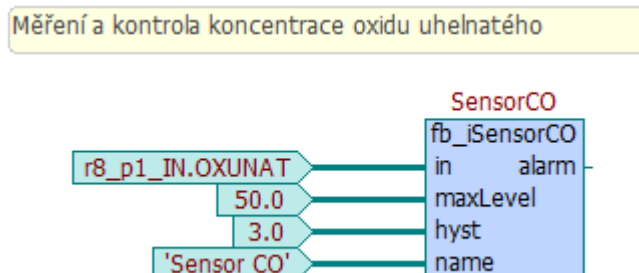 Měření a kontrola koncentrace oxidu uhelnatého
SensorCO
fb_iSensorCO
r8_p1_IN.OXUNAT in alarm
50.0 maxLevel
3.0 hyst
'Sensor CO' name